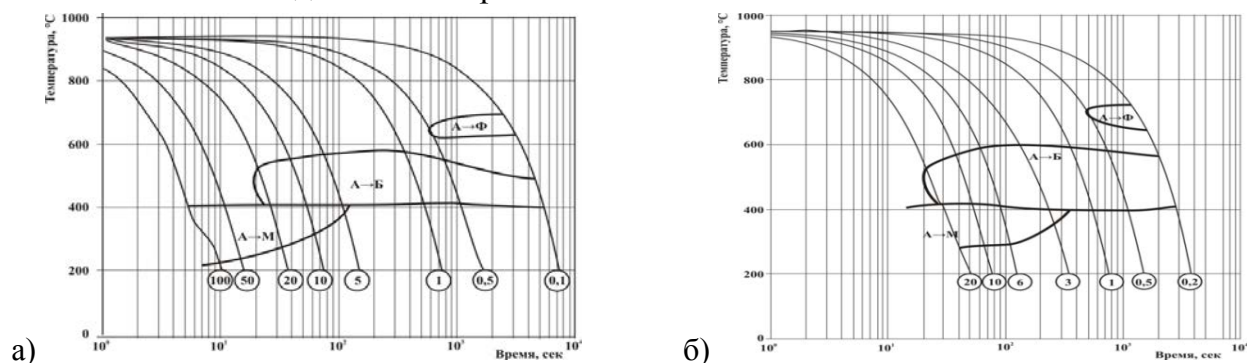 Температура, °С
1000
800
600
400
200
0
А→Ф
А→Б
А→М
100 50 20 10 5 1 0,5 0,1
10⁰ 10¹ 10² 10³ 10⁴
Время, сек
а)
Температура, °С
1000
800
600
400
200
0
А→Ф
А→Б
А→М
20 10 6 3 1 0,5 0,2
10⁰ 10¹ 10² 10³ 10⁴
Время, сек
б)